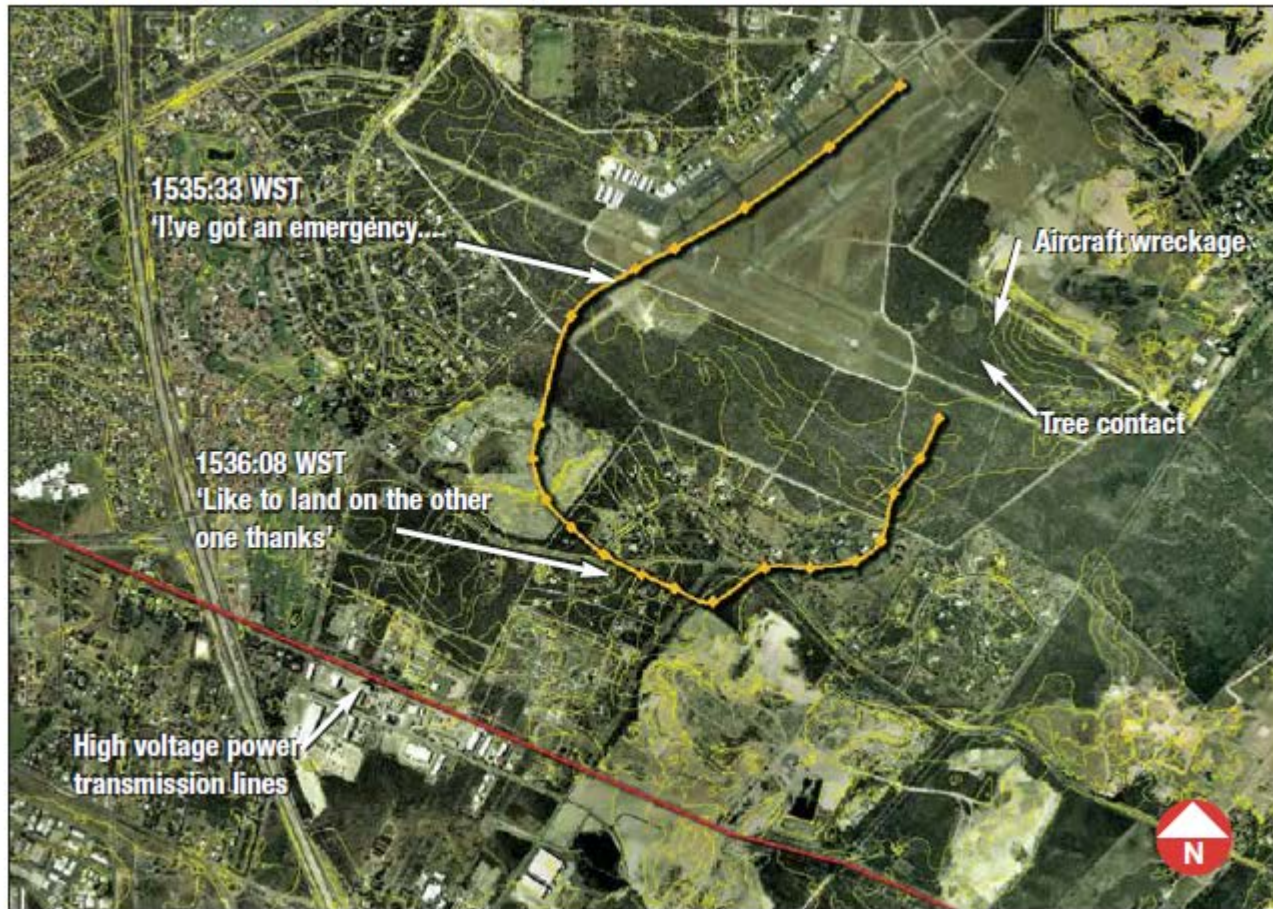 1535:33 WST
'I've got an emergency....
Aircraft wreckage
Tree contact
1536:08 WST
'Like to land on the other
one thanks'
High voltage power
transmission lines
N